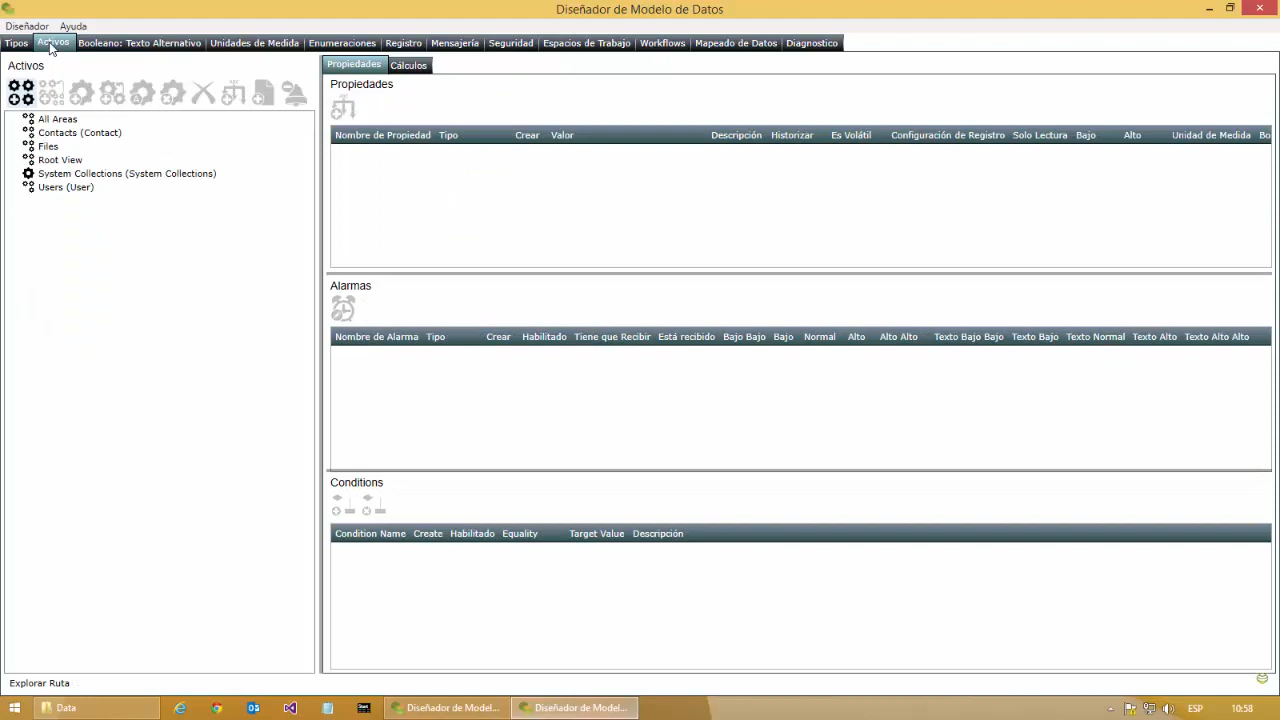 Diseñador de Modelo de Datos
Diseñador Ayuda
Tipos Activos Booleano: Texto Alternativo Unidades de Medida Enumeraciones Registro Mensajería Seguridad Espacios de Trabajo Workflows Mapeado de Datos Diagnostico
Activos
All Areas
Contacts (Contact)
Files
Root View
System Collections (System Collections)
Users (User)
Propiedades Cálculos
Propiedades
Nombre de Propiedad Tipo Crear Valor Descripción Historizar Es Volátil Configuración de Registro Solo Lectura Bajo Alto Unidad de Medida Bo
Alarmas
Nombre de Alarma Tipo Crear Habilitado Tiene que Recibir Está recibido Bajo Bajo Bajo Normal Alto Alto Alto Texto Bajo Bajo Texto Bajo Texto Normal Texto Alto Texto Alto Alto
Conditions
Condition Name Create Habilitado Equality Target Value Descripción
Explorar Ruta
Data Diseñador de Model... Diseñador de Model... ESP 10:58